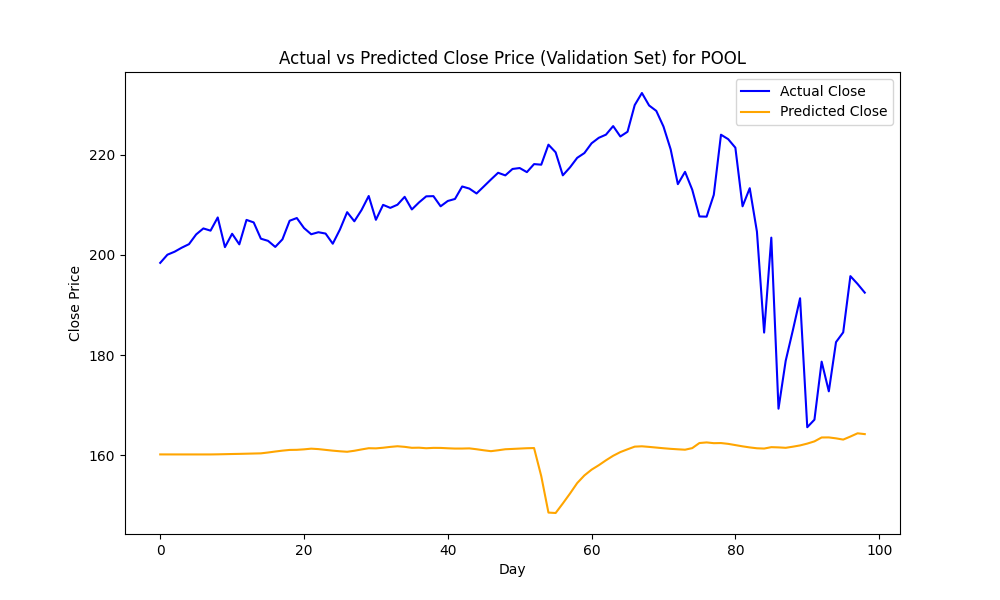 Actual vs Predicted Close Price (Validation Set) for POOL
Actual Close
Predicted Close
Close Price
220
200
180
160
0 20 40 60 80 100
Day